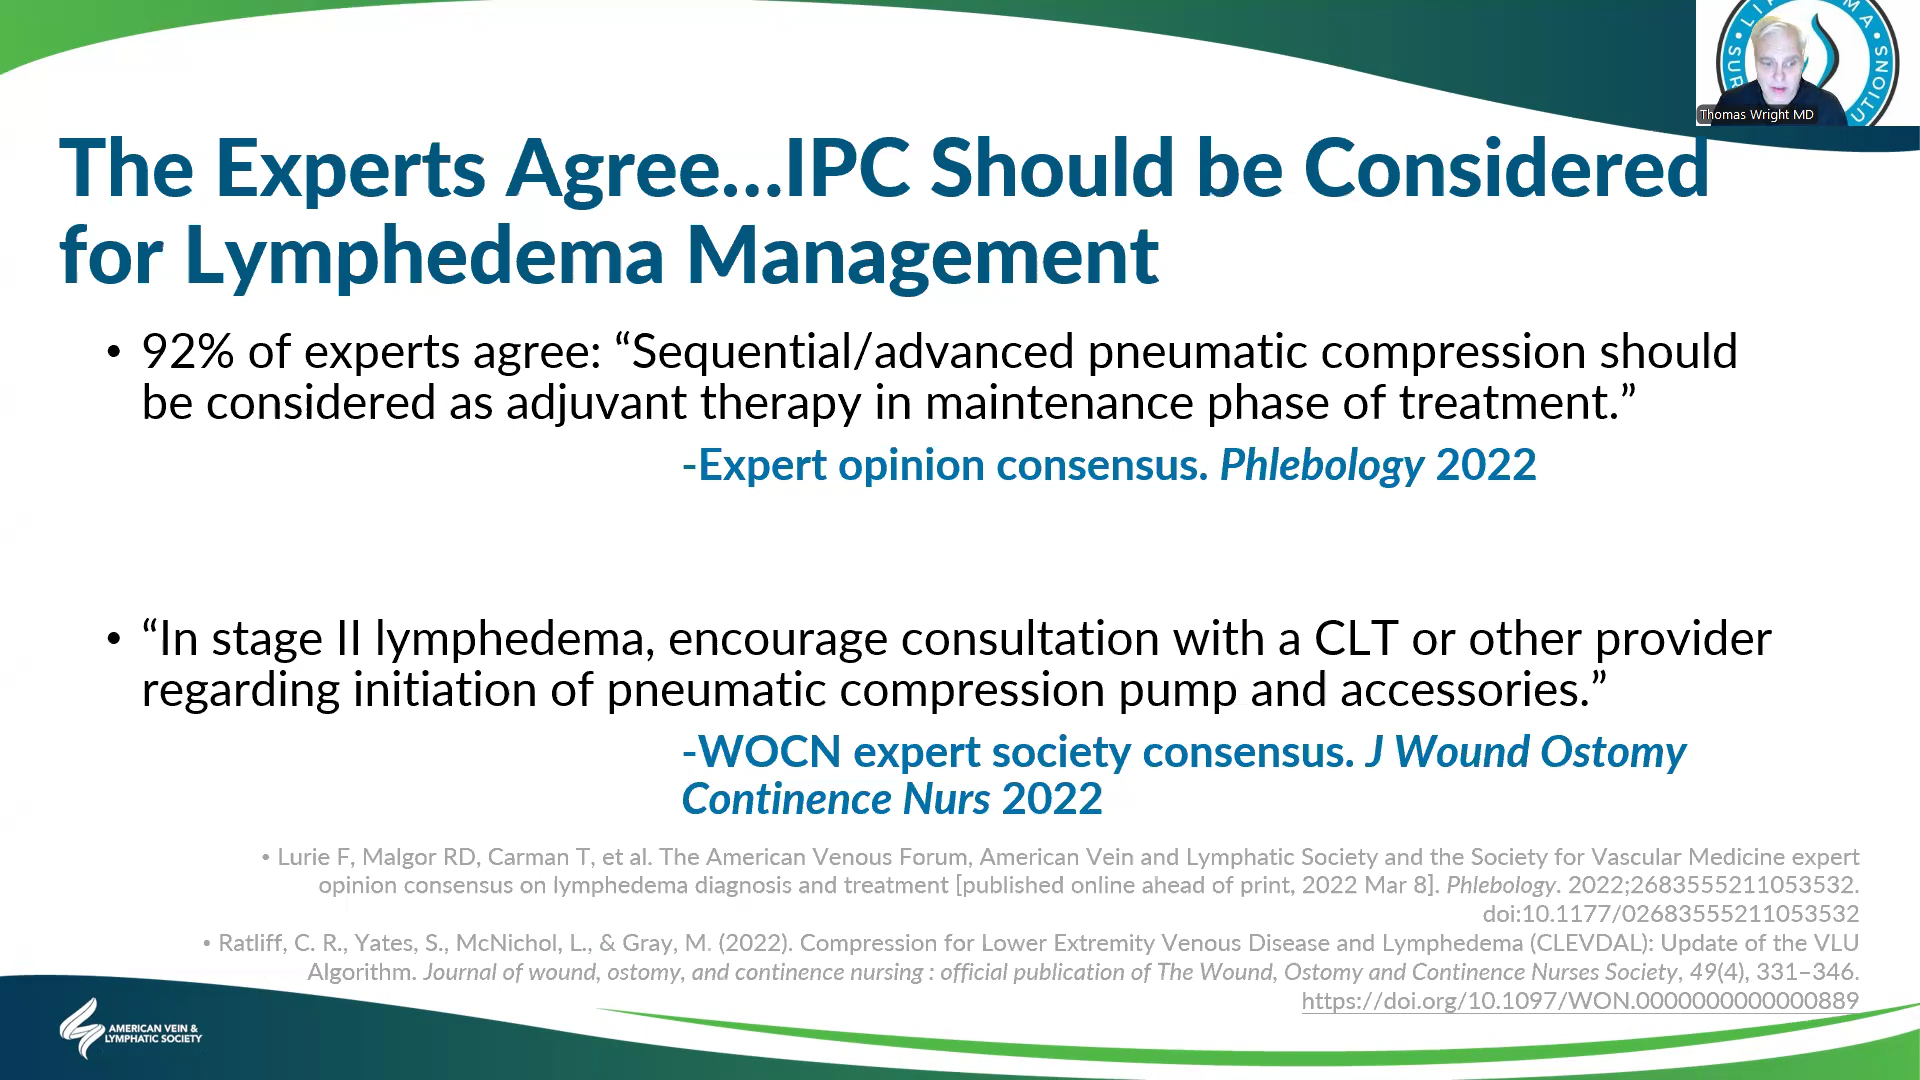 The Experts Agree...IPC Should be Considered
for Lymphedema Management
• 92% of experts agree: “Sequential/advanced pneumatic compression should
be considered as adjuvant therapy in maintenance phase of treatment.”
-Expert opinion consensus. Phlebology 2022
• “In stage II lymphedema, encourage consultation with a CLT or other provider
regarding initiation of pneumatic compression pump and accessories.”
-WOCN expert society consensus. J Wound Ostomy
Continence Nurs 2022
• Lurie F, Malgor RD, Carman T, et al. The American Venous Forum, American Vein and Lymphatic Society and the Society for Vascular Medicine expert
opinion consensus on lymphedema diagnosis and treatment [published online ahead of print, 2022 Mar 8]. Phlebology. 2022;2683555211053532.
doi:10.1177/02683555211053532
• Ratliff, C. R., Yates, S., McNichol, L., & Gray, M. (2022). Compression for Lower Extremity Venous Disease and Lymphedema (CLEVDAL): Update of the VLU
Algorithm. Journal of wound, ostomy, and continence nursing : official publication of The Wound, Ostomy and Continence Nurses Society, 49(4), 331–346.
https://doi.org/10.1097/WON.0000000000000889
AMERICAN VEIN &
LYMPHATIC SOCIETY
Thomas Wright MD